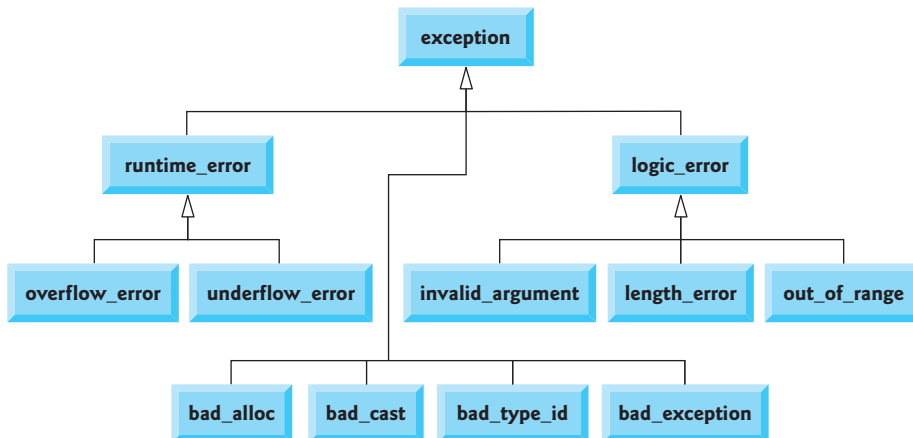 exception
runtime_error
logic_error
overflow_error
underflow_error
invalid_argument
length_error
out_of_range
bad_alloc
bad_cast
bad_type_id
bad_exception